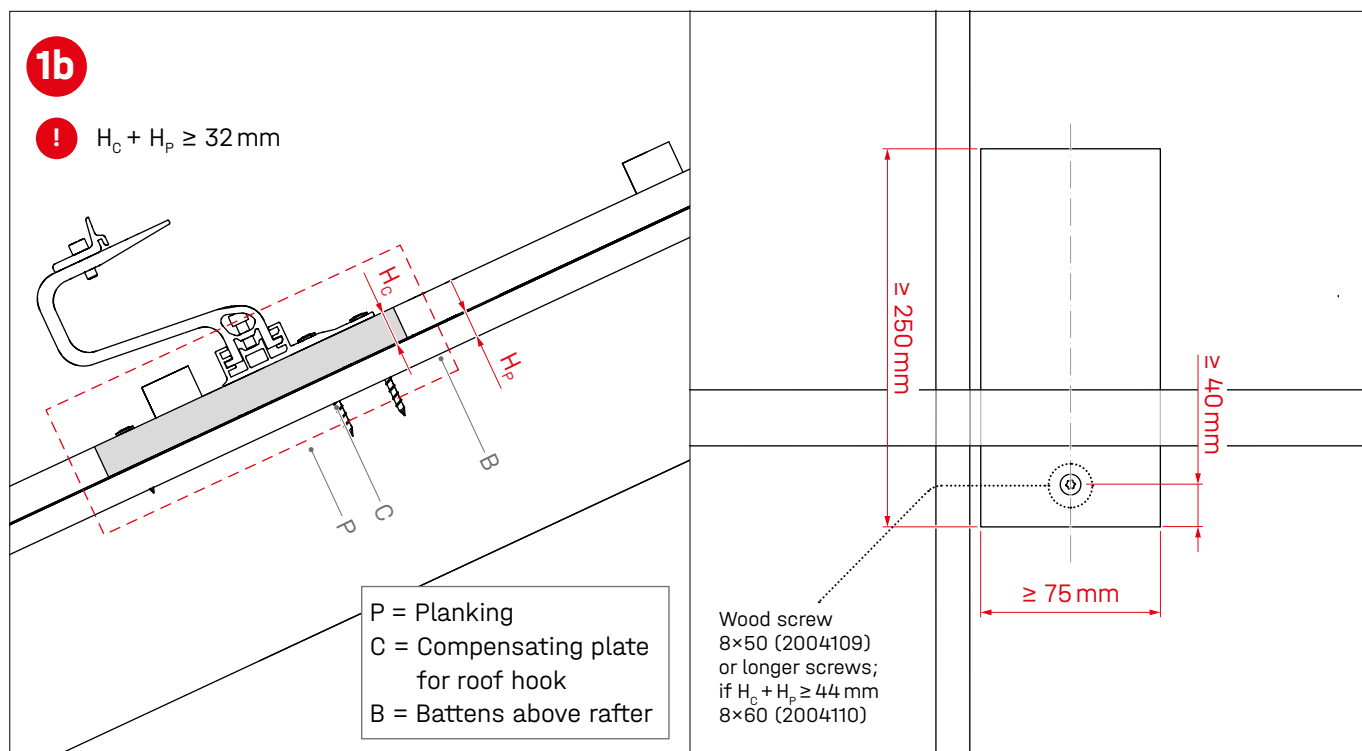 1b
! H_C + H_P ≥ 32 mm
H_C
H_P
B
C
P
P = Planking
C = Compensating plate
for roof hook
B = Battens above rafter
≥ 250 mm
≥ 40 mm
≥ 75 mm
Wood screw
8×50 (2004109)
or longer screws;
if H_C + H_P ≥ 44 mm
8×60 (2004110)